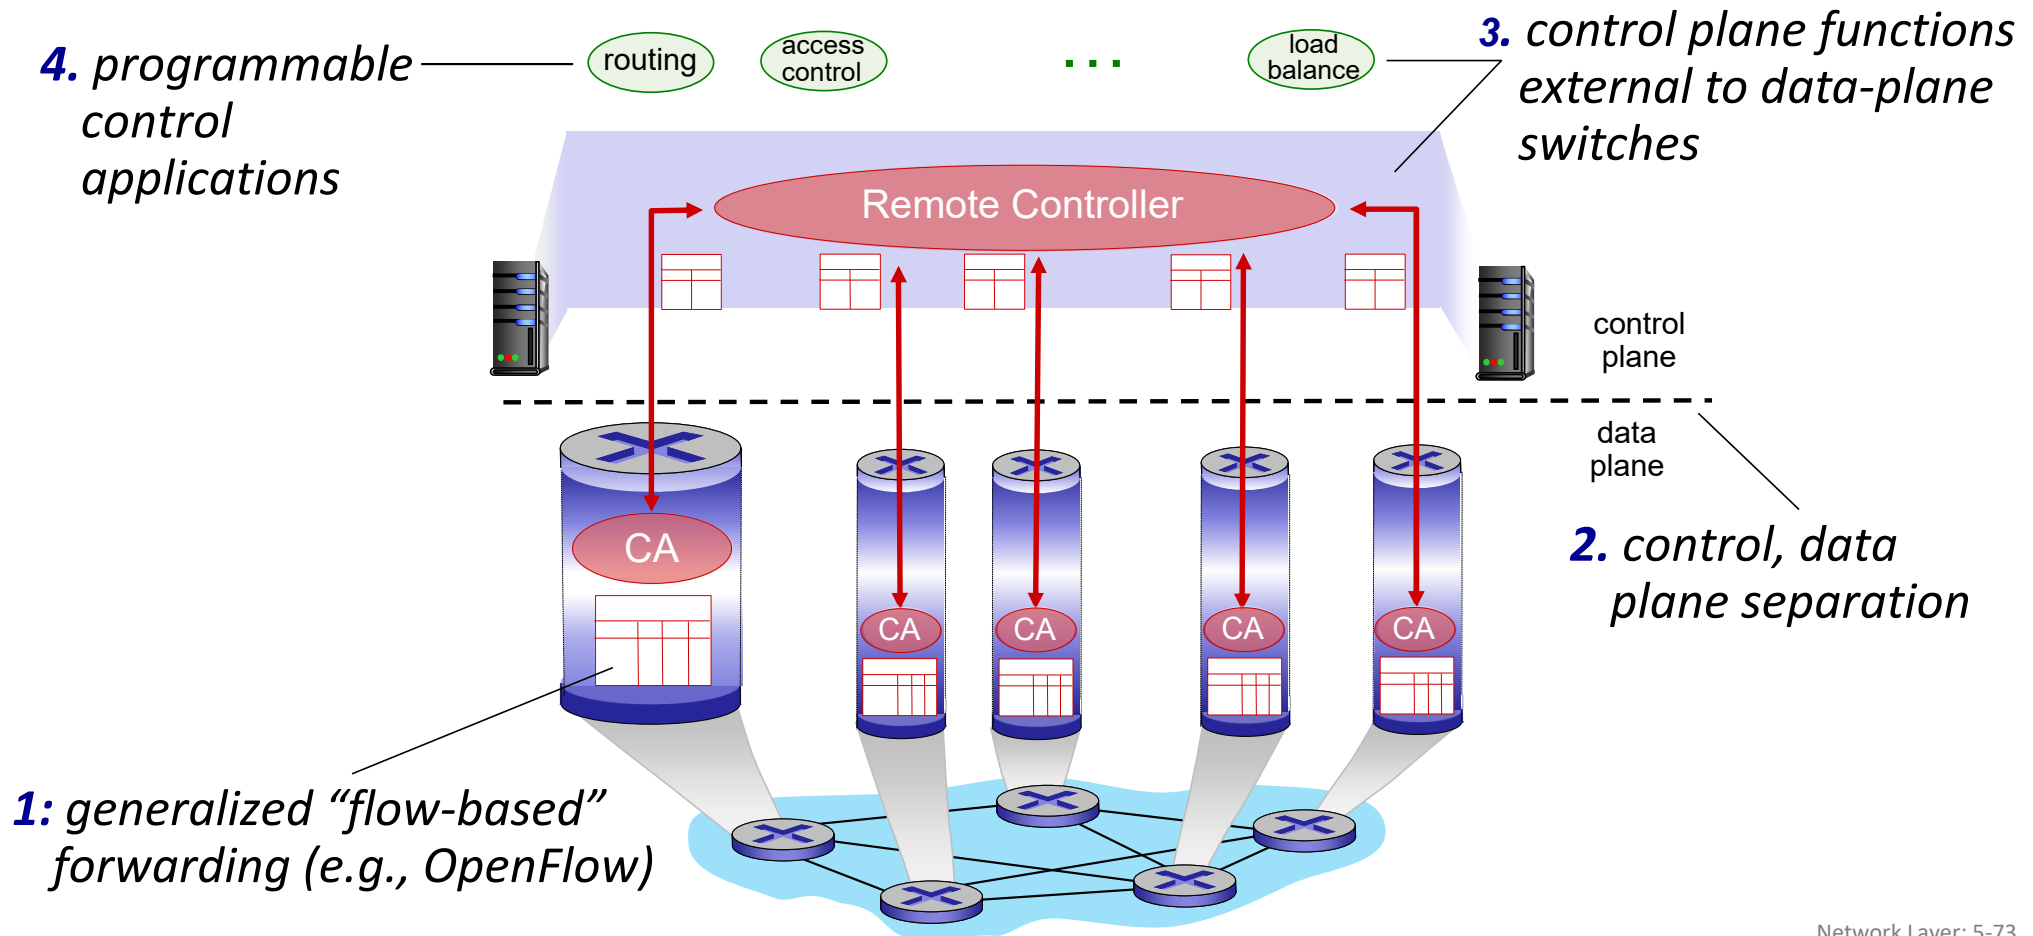 4. programmable
control
applications
routing
access
control
...
load
balance
3. control plane functions
external to data-plane
switches
Remote Controller
control
plane
data
plane
2. control, data
plane separation
CA
CA
CA
CA
CA
1: generalized “flow-based”
forwarding (e.g., OpenFlow)
Network Layer: 5-73